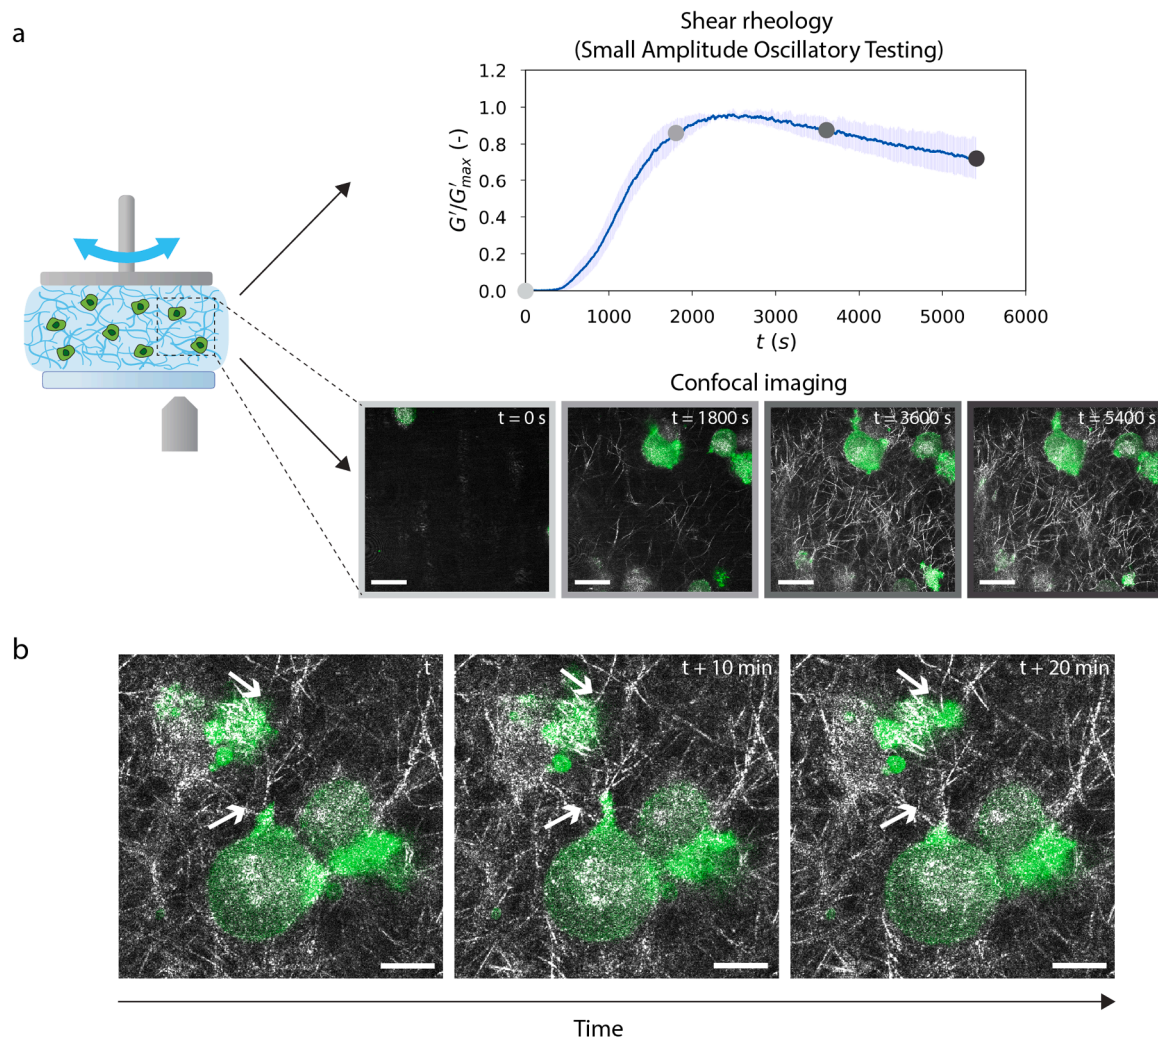 a
Shear rheology
(Small Amplitude Oscillatory Testing)
1.2
1.0
0.8
0.6
0.4
0.2
0.0
G'/G'max (-)
0 1000 2000 3000 4000 5000 6000
t (s)
Confocal imaging
t = 0 s
t = 1800 s
t = 3600 s
t = 5400 s
b
t
t + 10 min
t + 20 min
Time